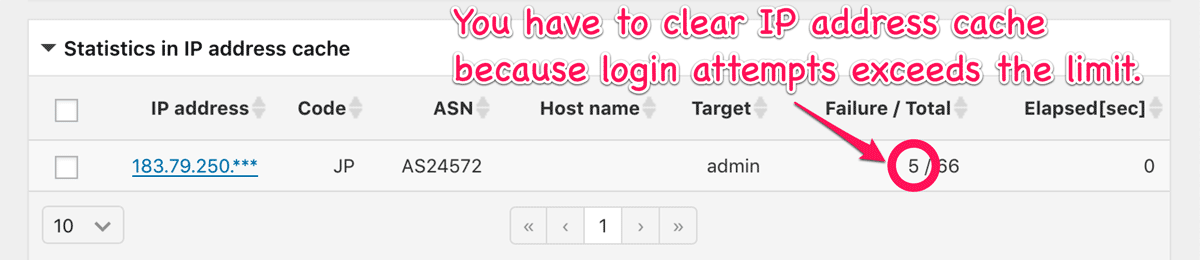 You have to clear IP address cache
because login attempts exceeds the limit.
Statistics in IP address cache
IP address Code ASN Host name Target Failure / Total Elapsed[sec]
183.79.250.*** JP AS24572 admin 5 / 66 0
10 « ‹ 1 › »